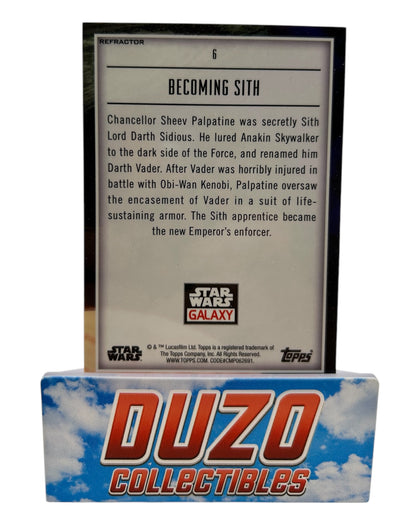 REFRACTOR
6
BECOMING SITH
Chancellor Sheev Palpatine was secretly Sith
Lord Darth Sidious. He lured Anakin Skywalker
to the dark side of the Force, and renamed him
Darth Vader. After Vader was horribly injured in
battle with Obi-Wan Kenobi, Palpatine oversaw
the encasement of Vader in a suit of life-
sustaining armor. The Sith apprentice became
the new Emperor's enforcer.
STAR
WARS
GALAXY
STAR
WARS
© & ™ Lucasfilm Ltd. Topps is a registered trademark of
The Topps Company, Inc. All Rights Reserved.
WWW.TOPPS.COM. CODE#CMP062691.
Topps
DUZO
COLLECTIBLES